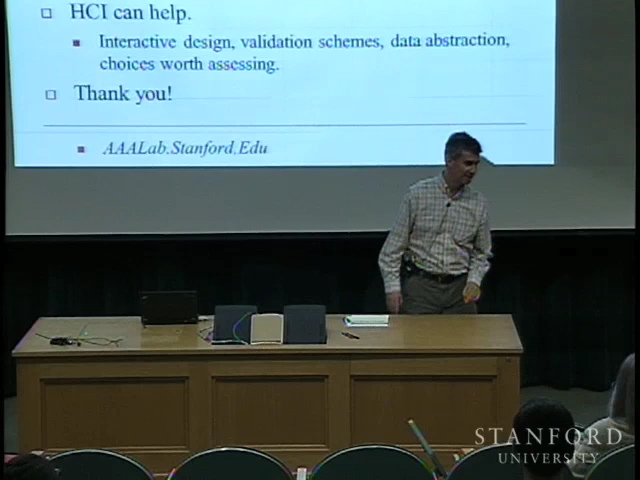 HCI can help.
Interactive design, validation schemes, data abstraction,
choices worth assessing.
Thank you!
AAALab.Stanford.Edu
STANFORD
UNIVERSITY